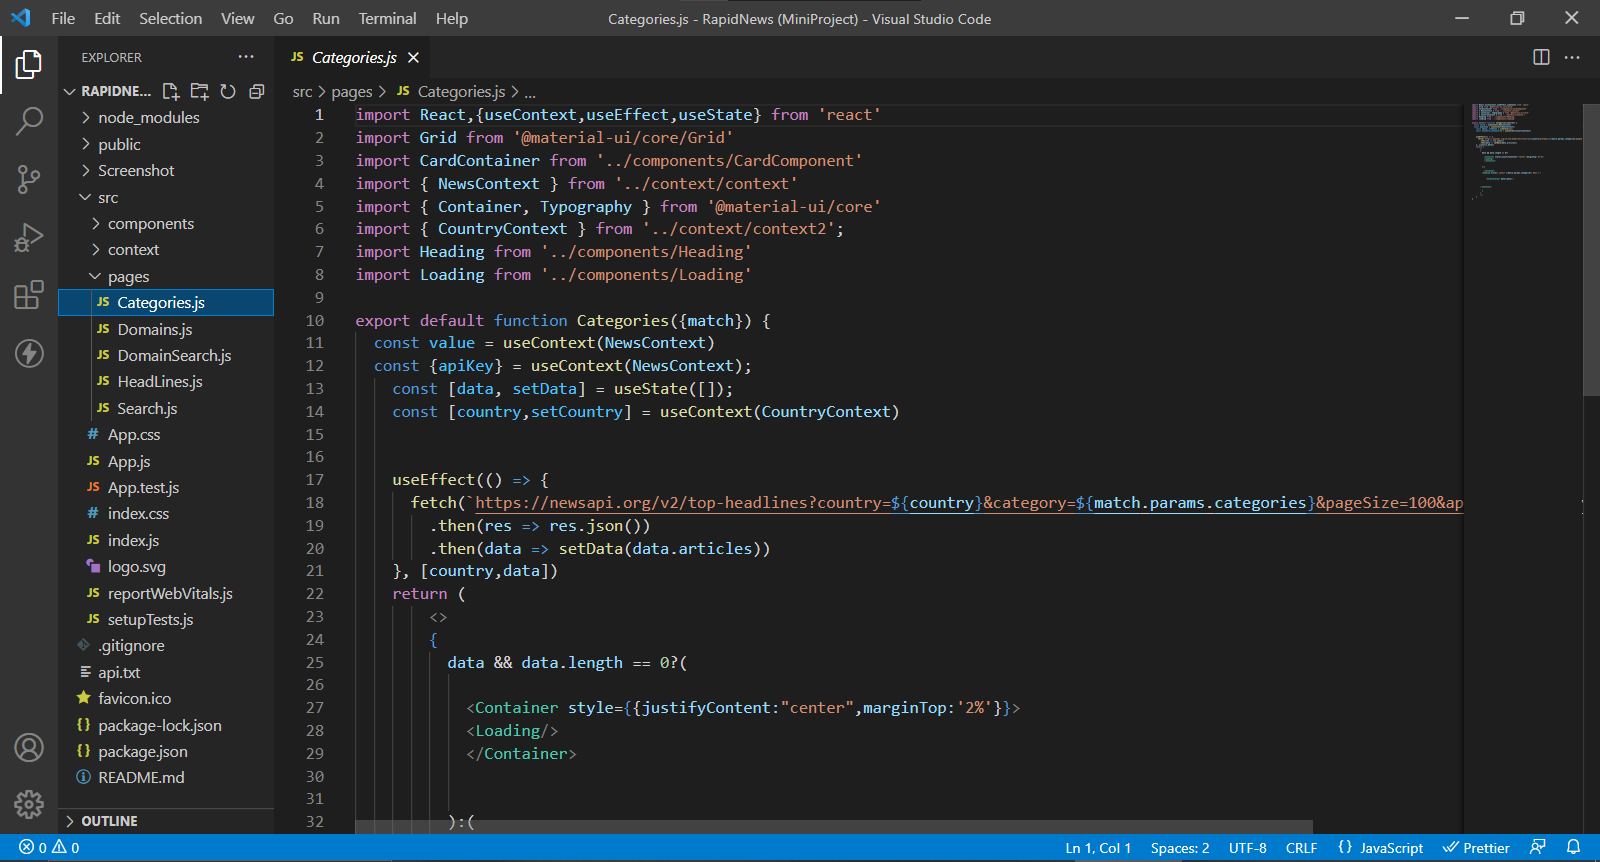 File Edit Selection View Go Run Terminal Help
Categories.js - RapidNews (MiniProject) - Visual Studio Code
EXPLORER
RAPIDNE...
node_modules
public
Screenshot
src
components
context
pages
JS Categories.js
JS Domains.js
JS DomainSearch.js
JS HeadLines.js
JS Search.js
# App.css
JS App.js
JS App.test.js
# index.css
JS index.js
logo.svg
JS reportWebVitals.js
JS setupTests.js
.gitignore
api.txt
favicon.ico
{} package-lock.json
{} package.json
README.md
OUTLINE
JS Categories.js
src > pages > JS Categories.js > ...
1 import React,{useContext,useEffect,useState} from 'react'
2 import Grid from '@material-ui/core/Grid'
3 import CardContainer from '../components/CardComponent'
4 import { NewsContext } from '../context/context'
5 import { Container, Typography } from '@material-ui/core'
6 import { CountryContext } from '../context/context2';
7 import Heading from '../components/Heading'
8 import Loading from '../components/Loading'
9
10 export default function Categories({match}) {
11 const value = useContext(NewsContext)
12 const {apiKey} = useContext(NewsContext);
13 const [data, setData] = useState([]);
14 const [country,setCountry] = useContext(CountryContext)
15
16
17 useEffect(() => {
18 fetch(`https://newsapi.org/v2/top-headlines?country=${country}&category=${match.params.categories}&pageSize=100&ap
19 .then(res => res.json())
20 .then(data => setData(data.articles))
21 }, [country,data])
22 return (
23 <>
24 {
25 data && data.length == 0?(
26
27 <Container style={{justifyContent:"center",marginTop:'2%'}}>
28 <Loading/>
29 </Container>
30
31
32 ):(
0 0
Ln 1, Col 1 Spaces: 2 UTF-8 CRLF {} JavaScript Prettier